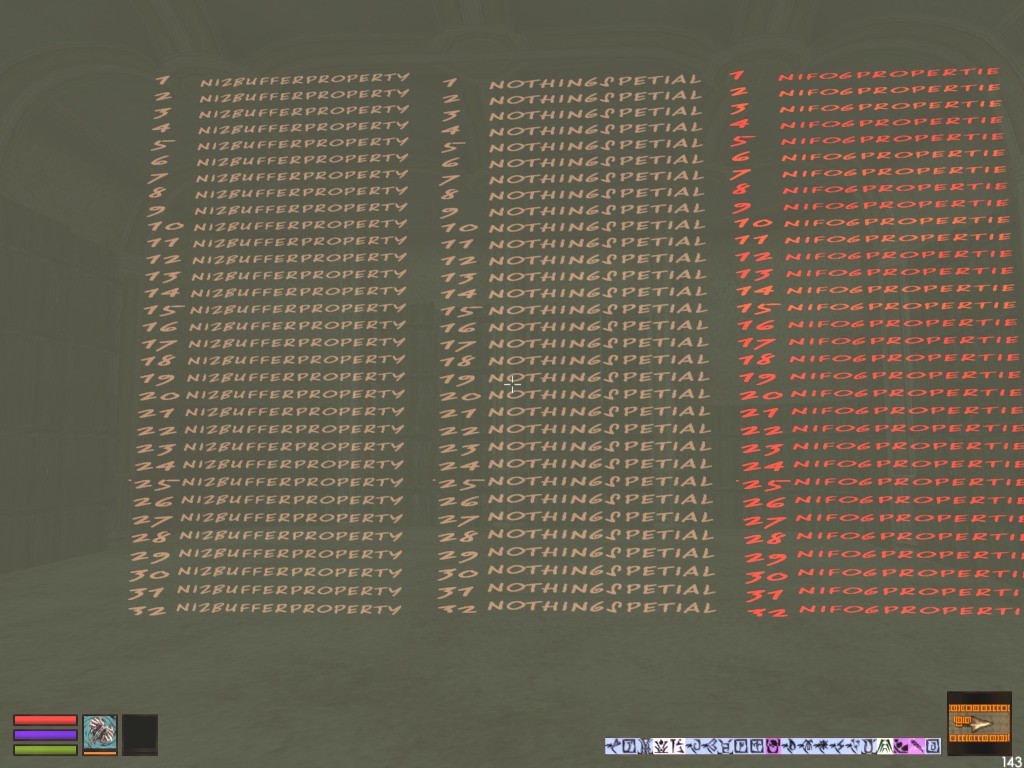 1 NIZBUFFERPROPERTY 1 NOTHINGSPETIAL 1 NIFOGPROPERTIE
2 NIZBUFFERPROPERTY 2 NOTHINGSPETIAL 2 NIFOGPROPERTIE
3 NIZBUFFERPROPERTY 3 NOTHINGSPETIAL 3 NIFOGPROPERTIE
4 NIZBUFFERPROPERTY 4 NOTHINGSPETIAL 4 NIFOGPROPERTIE
5 NIZBUFFERPROPERTY 5 NOTHINGSPETIAL 5 NIFOGPROPERTIE
6 NIZBUFFERPROPERTY 6 NOTHINGSPETIAL 6 NIFOGPROPERTIE
7 NIZBUFFERPROPERTY 7 NOTHINGSPETIAL 7 NIFOGPROPERTIE
8 NIZBUFFERPROPERTY 8 NOTHINGSPETIAL 8 NIFOGPROPERTIE
9 NIZBUFFERPROPERTY 9 NOTHINGSPETIAL 9 NIFOGPROPERTIE
10 NIZBUFFERPROPERTY 10 NOTHINGSPETIAL 10 NIFOGPROPERTIE
11 NIZBUFFERPROPERTY 11 NOTHINGSPETIAL 11 NIFOGPROPERTIE
12 NIZBUFFERPROPERTY 12 NOTHINGSPETIAL 12 NIFOGPROPERTIE
13 NIZBUFFERPROPERTY 13 NOTHINGSPETIAL 13 NIFOGPROPERTIE
14 NIZBUFFERPROPERTY 14 NOTHINGSPETIAL 14 NIFOGPROPERTIE
15 NIZBUFFERPROPERTY 15 NOTHINGSPETIAL 15 NIFOGPROPERTIE
16 NIZBUFFERPROPERTY 16 NOTHINGSPETIAL 16 NIFOGPROPERTIE
17 NIZBUFFERPROPERTY 17 NOTHINGSPETIAL 17 NIFOGPROPERTIE
18 NIZBUFFERPROPERTY 18 NOTHINGSPETIAL 18 NIFOGPROPERTIE
19 NIZBUFFERPROPERTY 19 NOTHINGSPETIAL 19 NIFOGPROPERTIE
20 NIZBUFFERPROPERTY 20 NOTHINGSPETIAL 20 NIFOGPROPERTIE
21 NIZBUFFERPROPERTY 21 NOTHINGSPETIAL 21 NIFOGPROPERTIE
22 NIZBUFFERPROPERTY 22 NOTHINGSPETIAL 22 NIFOGPROPERTIE
23 NIZBUFFERPROPERTY 23 NOTHINGSPETIAL 23 NIFOGPROPERTIE
24 NIZBUFFERPROPERTY 24 NOTHINGSPETIAL 24 NIFOGPROPERTIE
25 NIZBUFFERPROPERTY 25 NOTHINGSPETIAL 25 NIFOGPROPERTIE
26 NIZBUFFERPROPERTY 26 NOTHINGSPETIAL 26 NIFOGPROPERTIE
27 NIZBUFFERPROPERTY 27 NOTHINGSPETIAL 27 NIFOGPROPERTI
28 NIZBUFFERPROPERTY 28 NOTHINGSPETIAL 28 NIFOGPROPERTI
29 NIZBUFFERPROPERTY 29 NOTHINGSPETIAL 29 NIFOGPROPERTI
30 NIZBUFFERPROPERTY 30 NOTHINGSPETIAL 30 NIFOGPROPERTI
31 NIZBUFFERPROPERTY 31 NOTHINGSPETIAL 31 NIFOGPROPERTI
32 NIZBUFFERPROPERTY 32 NOTHINGSPETIAL 32 NIFOGPROPERTI
143